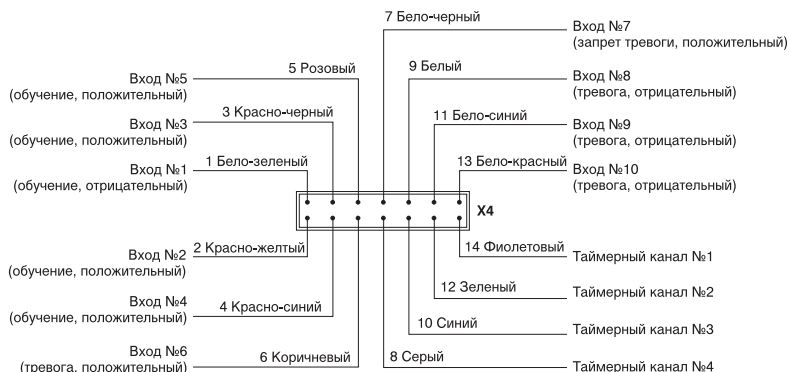 7 Бело-черный
Вход №7
(запрет тревоги, положительный)
5 Розовый
9 Белый
Вход №5
(обучение, положительный)
Вход №8
(тревога, отрицательный)
3 Красно-черный
11 Бело-синий
Вход №3
(обучение, положительный)
Вход №9
(тревога, отрицательный)
1 Бело-зеленый
13 Бело-красный
Вход №1
(обучение, отрицательный)
Вход №10
(тревога, отрицательный)
X4
2 Красно-желтый
14 Фиолетовый
Вход №2
(обучение, положительный)
Таймерный канал №1
12 Зеленый
Таймерный канал №2
Вход №4
(обучение, положительный)
4 Красно-синий
10 Синий
Таймерный канал №3
Вход №6
(тревога, положительный)
6 Коричневый
8 Серый
Таймерный канал №4